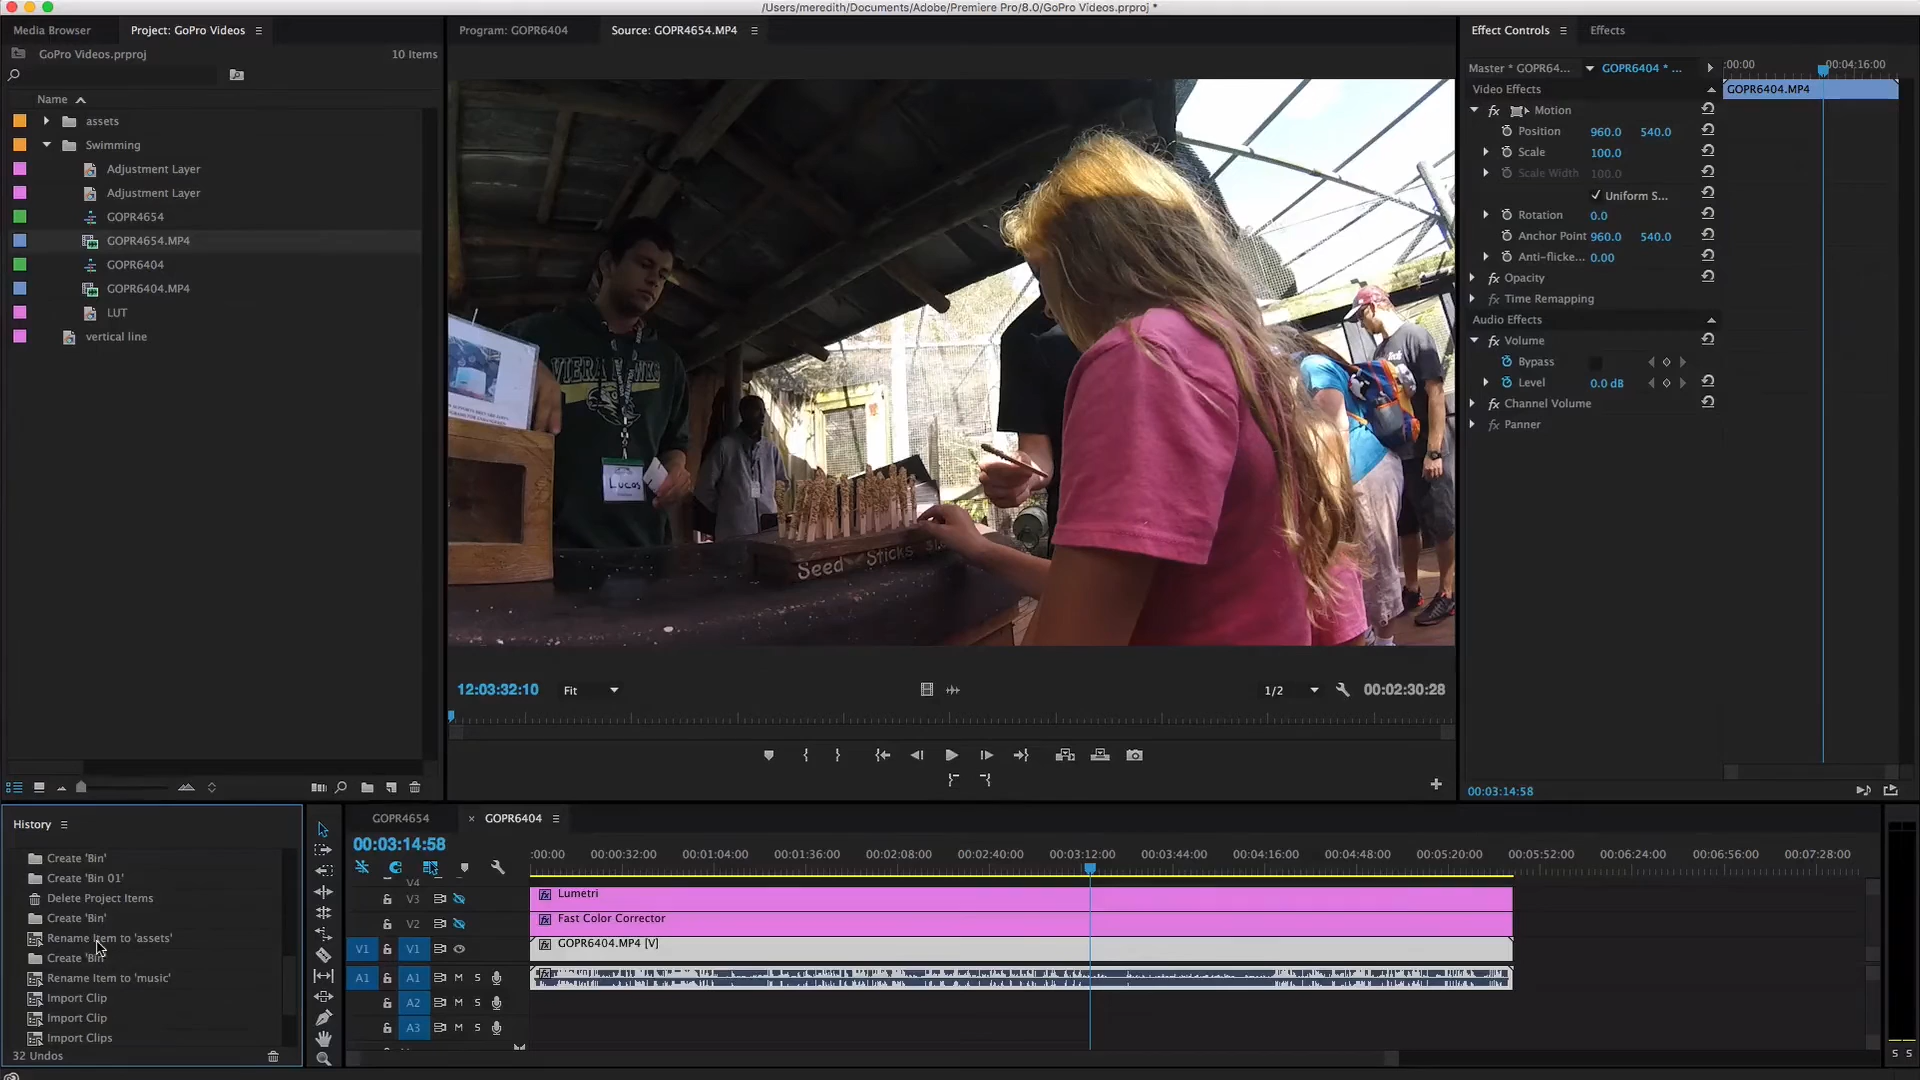 /Users/meredith/Documents/Adobe/Premiere Pro/8.0/GoPro Videos.prproj *
Media Browser
Project: GoPro Videos
GoPro Videos.prproj
10 Items
Name
assets
Swimming
Adjustment Layer
Adjustment Layer
GOPR4654
GOPR4654.MP4
GOPR6404
GOPR6404.MP4
LUT
vertical line
Program: GOPR6404
Source: GOPR4654.MP4
VIERA HAWKS
Lucas
Seed Sticks
12:03:32:10
Fit
1/2
00:02:30:28
Effect Controls
Effects
Master * GOPR64...
GOPR6404 * ...
:00:00
00:04:16:00
GOPR6404.MP4
Video Effects
fx Motion
Position 960.0 540.0
Scale 100.0
Scale Width 100.0
Uniform S...
Rotation 0.0
Anchor Point 960.0 540.0
Anti-flicke... 0.00
fx Opacity
fx Time Remapping
Audio Effects
fx Volume
Bypass
Level 0.0 dB
fx Channel Volume
fx Panner
00:03:14:58
History
Create 'Bin'
Create 'Bin 01'
Delete Project Items
Create 'Bin'
Rename Item to 'assets'
Create 'Bin'
Rename Item to 'music'
Import Clip
Import Clip
Import Clips
32 Undos
GOPR4654
× GOPR6404
00:03:14:58
:00:00 00:00:32:00 00:01:04:00 00:01:36:00 00:02:08:00 00:02:40:00 00:03:12:00 00:03:44:00 00:04:16:00 00:04:48:00 00:05:20:00 00:05:52:00 00:06:24:00 00:06:56:00 00:07:28:00
V4
V3
fx Lumetri
V2
fx Fast Color Corrector
V1 V1
fx GOPR6404.MP4 [V]
A1 A1 M S
A2 M S
A3 M S
S S